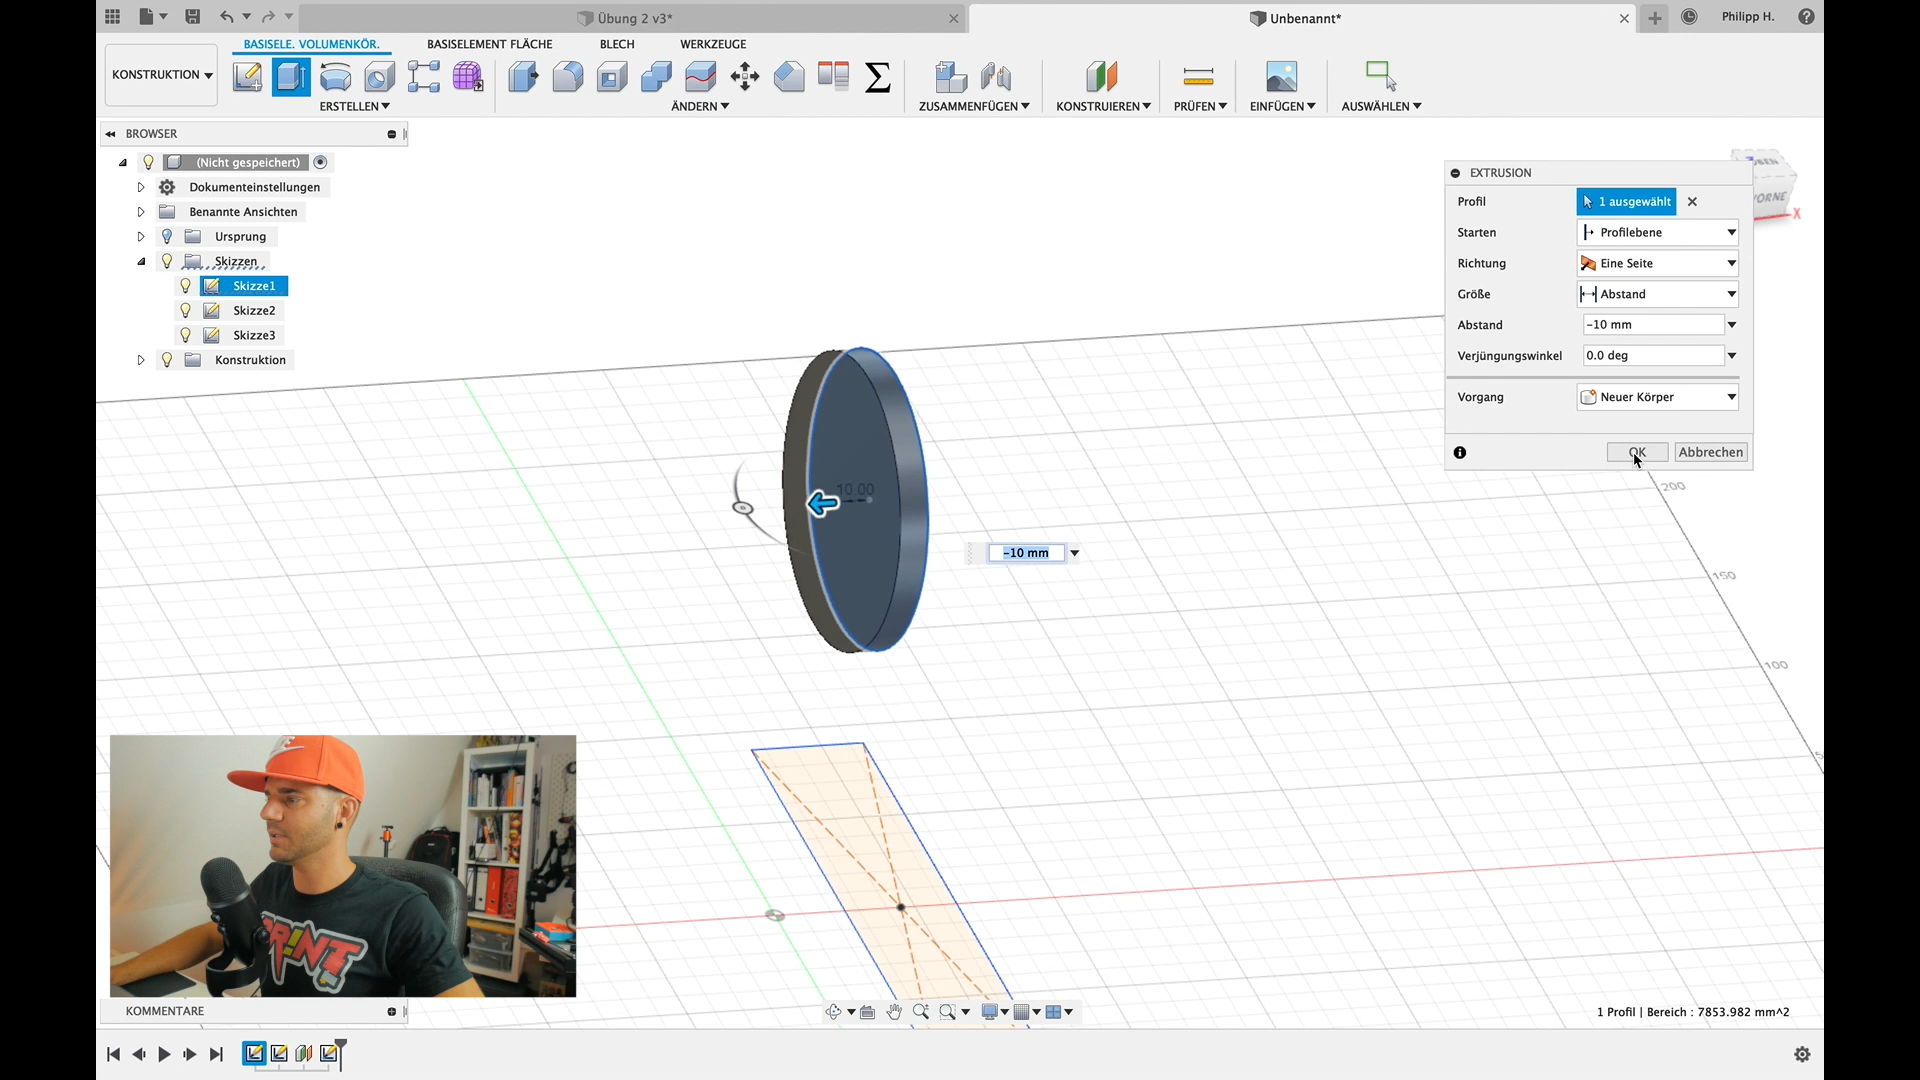 Übung 2 v3*
Unbenannt*
Philipp H.
BASISELE. VOLUMENKÖR.
BASISELEMENT FLÄCHE
BLECH
WERKZEUGE
KONSTRUKTION
ERSTELLEN
ÄNDERN
ZUSAMMENFÜGEN
KONSTRUIEREN
PRÜFEN
EINFÜGEN
AUSWÄHLEN
BROWSER
(Nicht gespeichert)
Dokumenteinstellungen
Benannte Ansichten
Ursprung
Skizzen
Skizze1
Skizze2
Skizze3
Konstruktion
EXTRUSION
Profil
1 ausgewählt
Starten
Profilebene
Richtung
Eine Seite
Größe
Abstand
Abstand
-10 mm
Verjüngungswinkel
0.0 deg
Vorgang
Neuer Körper
OK
Abbrechen
X
200
150
100
10.00
-10 mm
KOMMENTARE
1 Profil | Bereich : 7853.982 mm^2